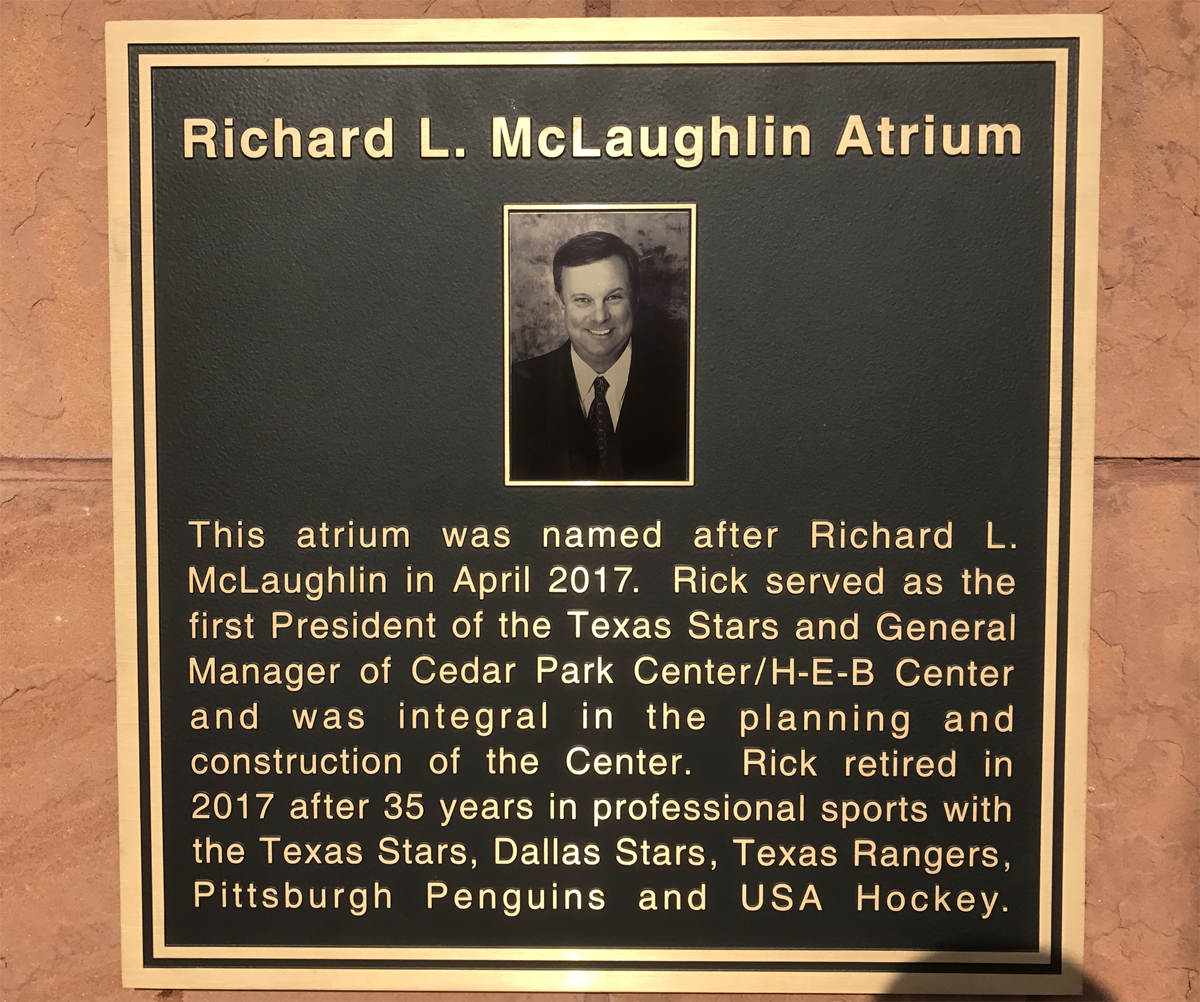 Richard L. McLaughlin Atrium
This atrium was named after Richard L.
McLaughlin in April 2017. Rick served as the
first President of the Texas Stars and General
Manager of Cedar Park Center/H-E-B Center
and was integral in the planning and
construction of the Center. Rick retired in
2017 after 35 years in professional sports with
the Texas Stars, Dallas Stars, Texas Rangers,
Pittsburgh Penguins and USA Hockey.